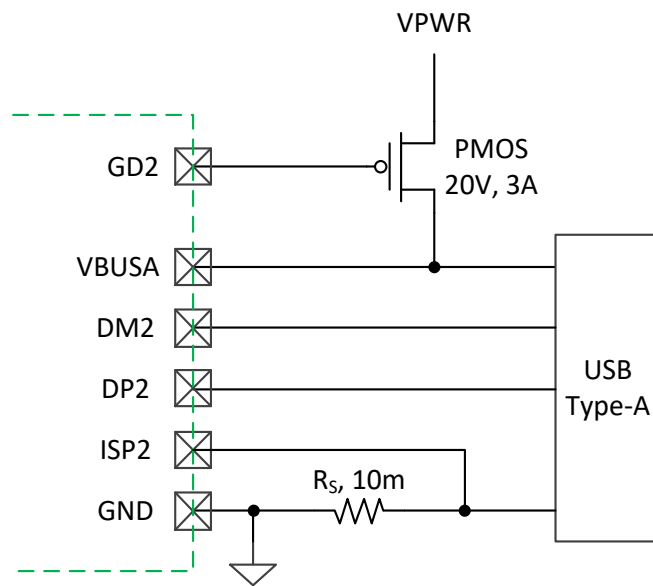 VPWR
GD2
PMOS
20V, 3A
VBUSA
DM2
DP2
USB
Type-A
ISP2
RS, 10m
GND